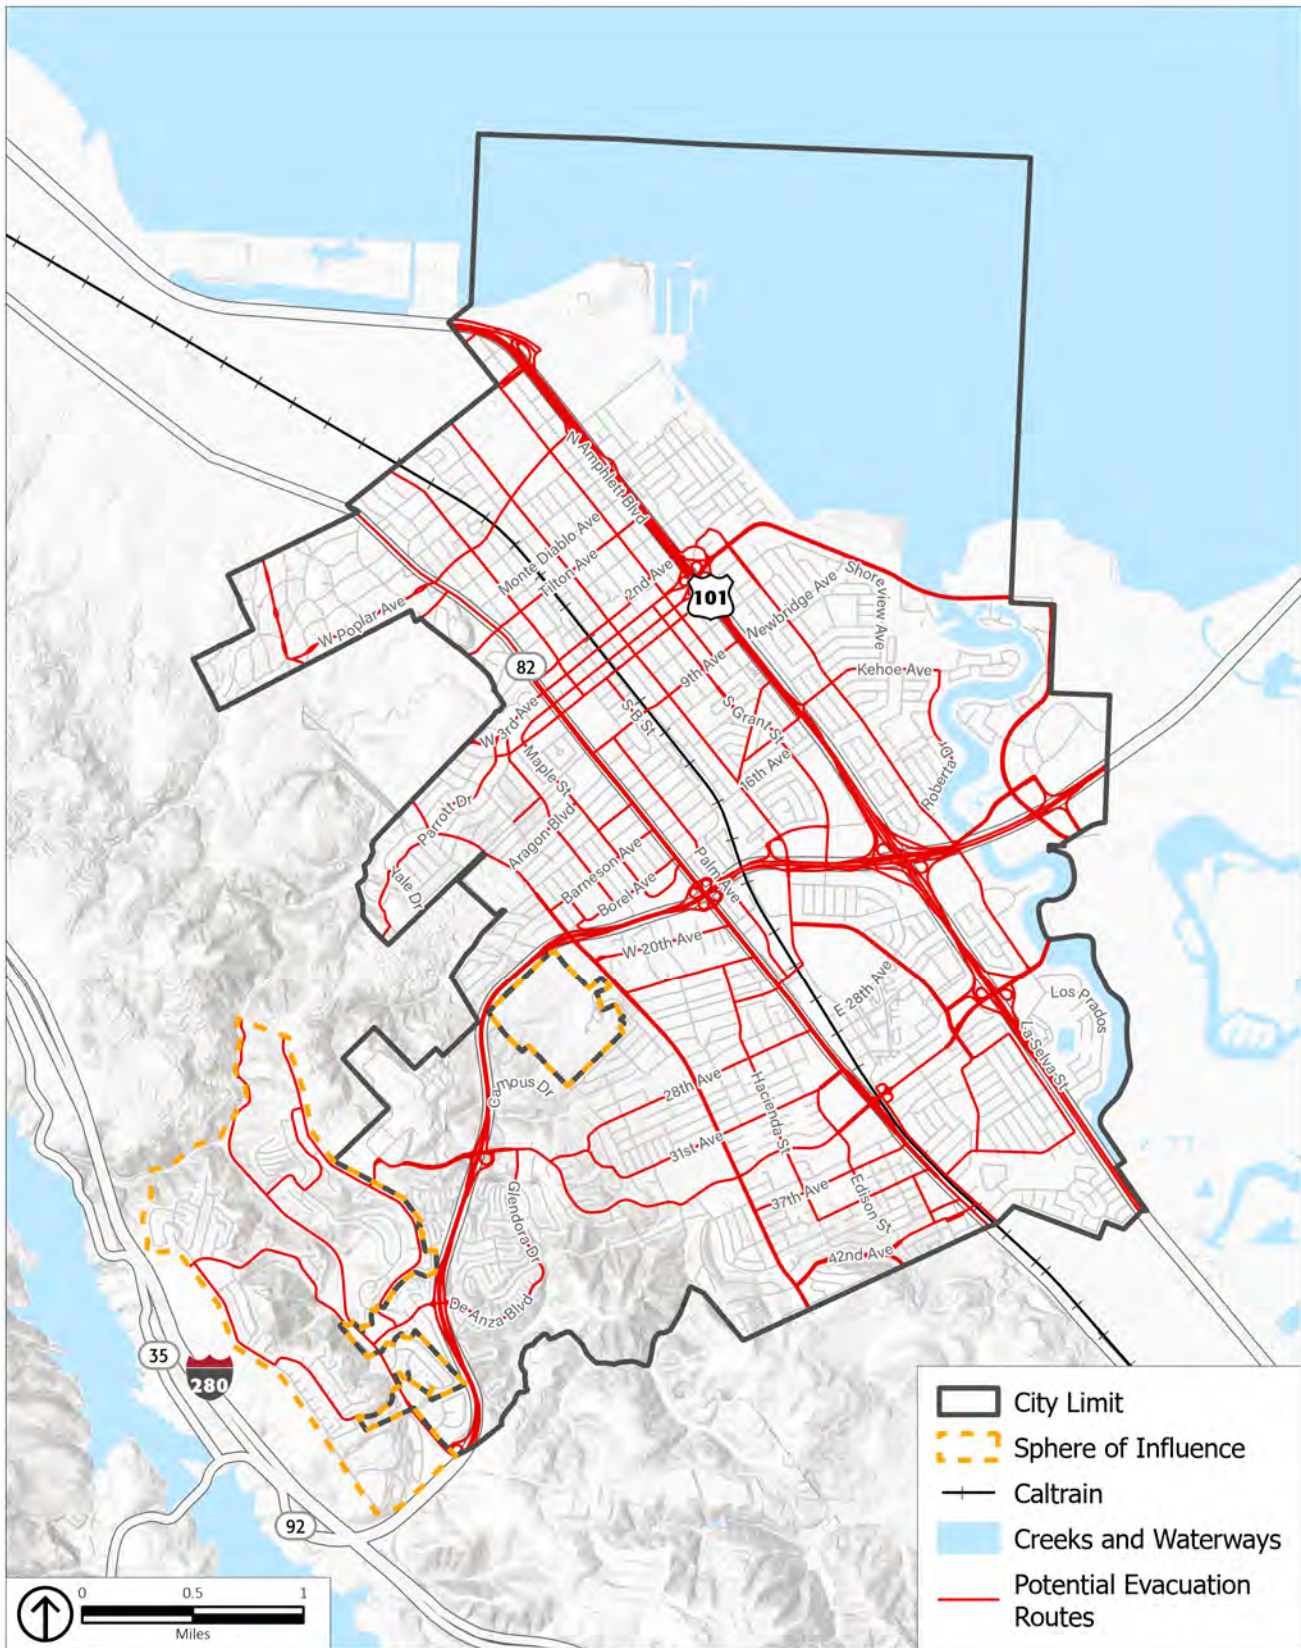 N Amphlett Blvd
Monte Diablo Ave
Tilton Ave
2nd Ave
101
Newbridge Ave
Shoreview Ave
W Poplar Ave
82
9th Ave
Kehoe Ave
W 3rd Ave
S B St
S Grant St
Maple St
16th Ave
Roberta Dr
Parrott Dr
Aragon Blvd
Yale Dr
Barneson Ave
Palm Ave
Borel Ave
W 20th Ave
E 28th Ave
Los Prados
La Selva St
Campus Dr
28th Ave
Hacienda St
31st Ave
Glendora Dr
37th Ave
Edison St
42nd Ave
De Anza Blvd
35
280
92
City Limit
Sphere of Influence
Caltrain
Creeks and Waterways
Potential Evacuation
Routes
0 0.5 1
Miles